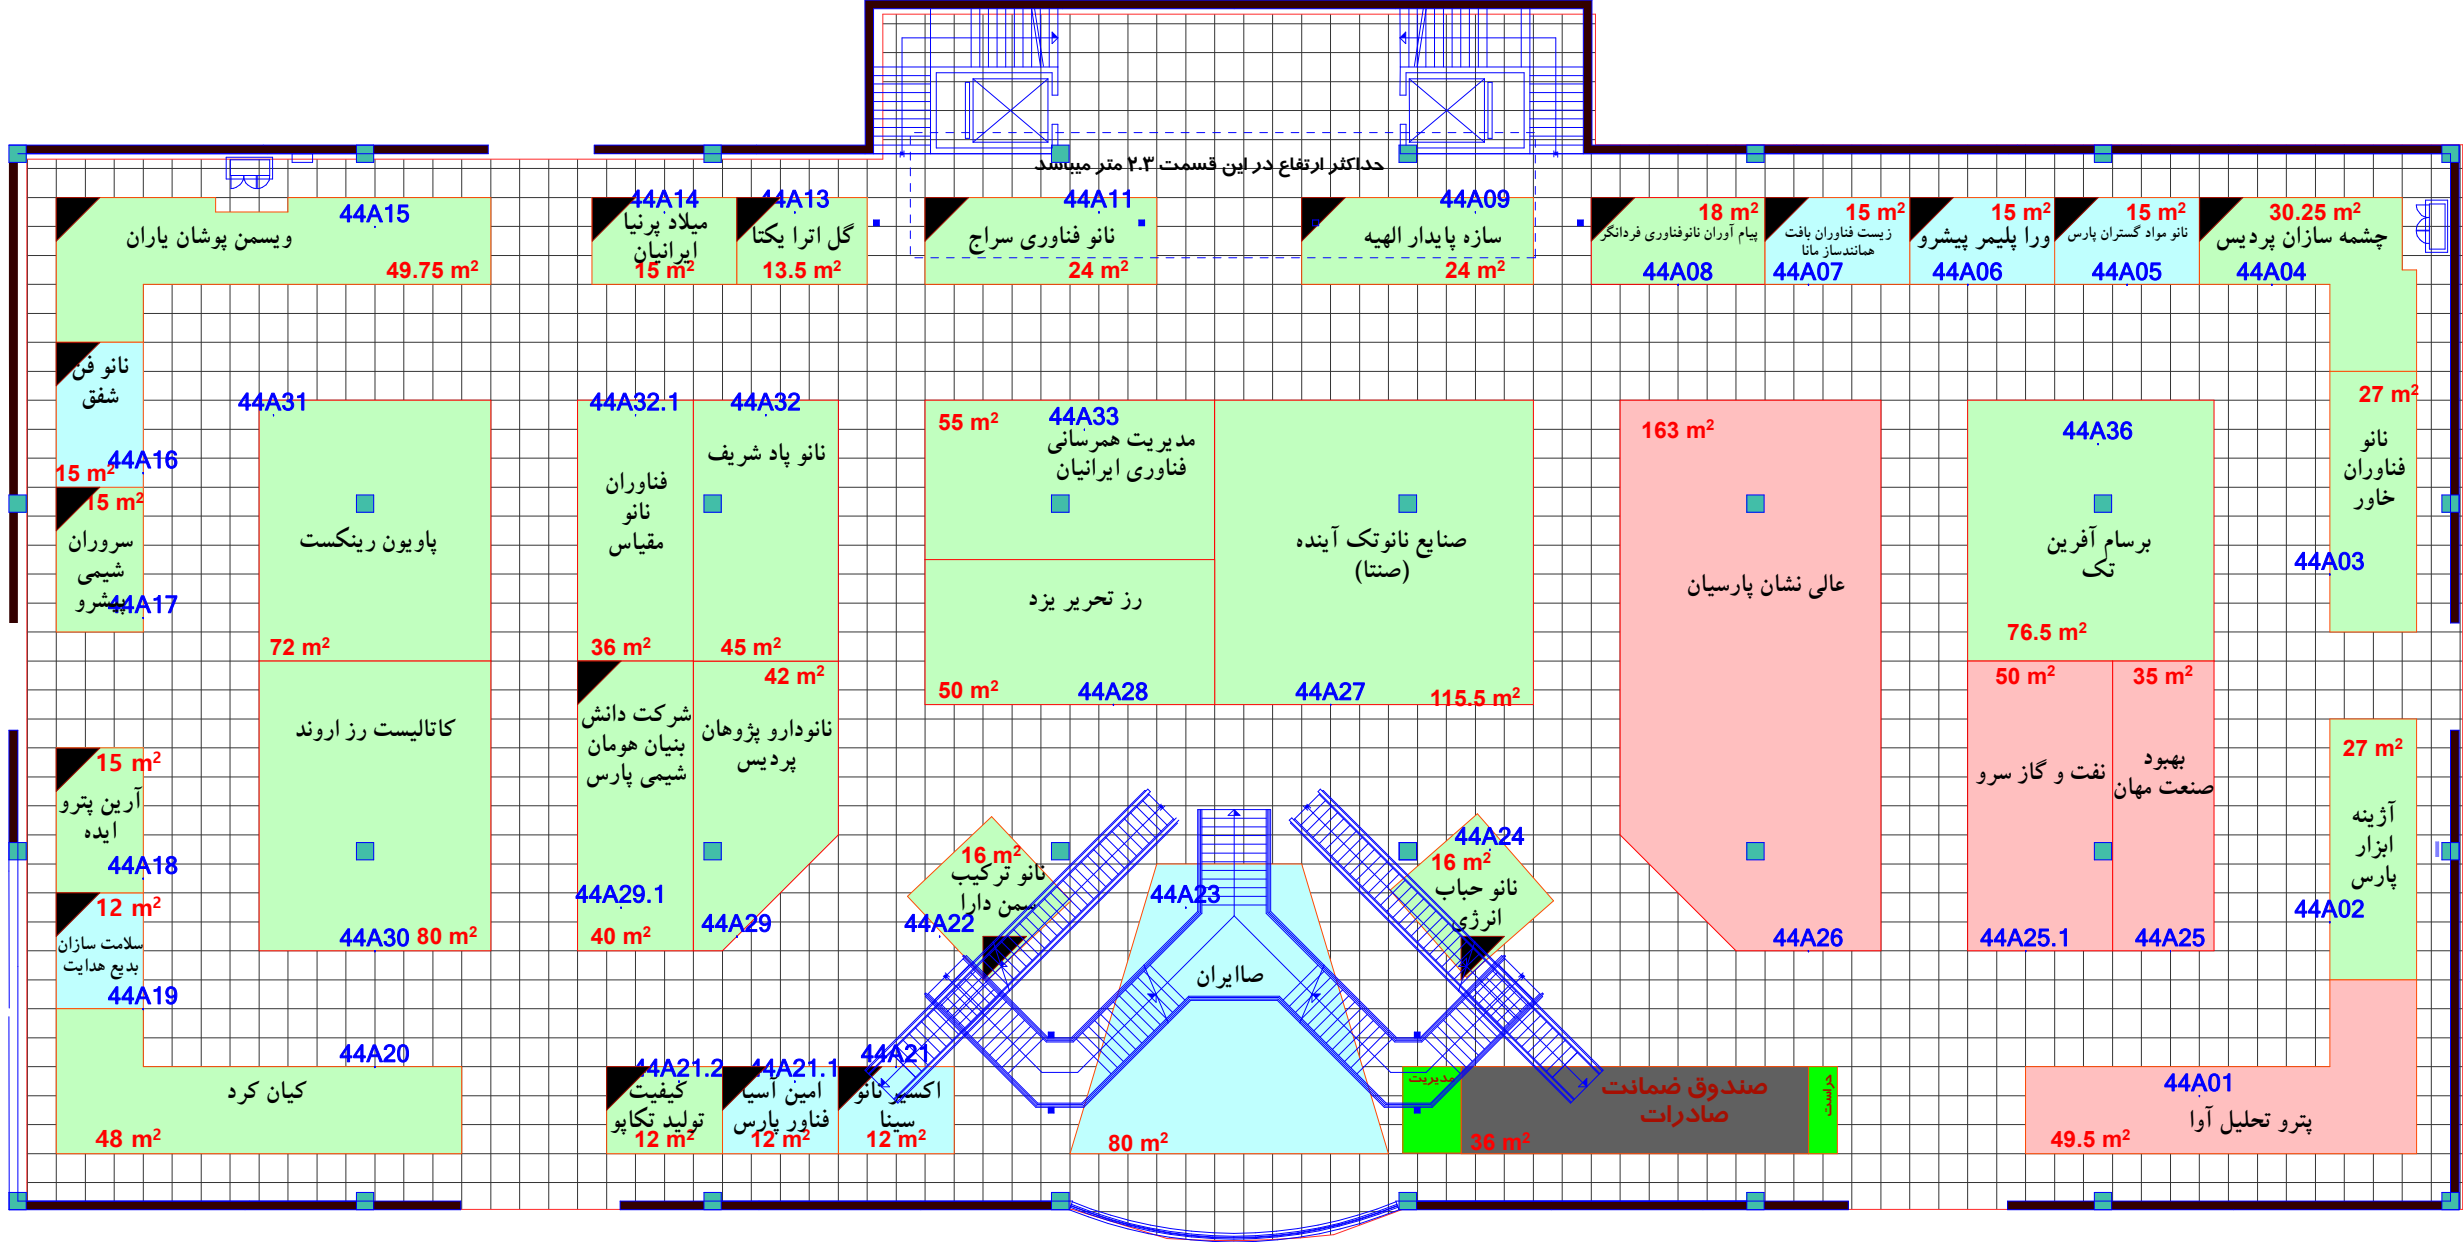 حداکثر ارتفاع در این قسمت ۲.۳ متر میباشد
44A15
ویسمن پوشان یاران
49.75 m²
44A14
میلاد پرنیا
ایرانیان
15 m²
44A13
گل اترا یکتا
13.5 m²
44A11
نانو فناوری سراج
24 m²
44A09
سازه پایدار الهیه
24 m²
18 m²
پیام آوران نانوفناوری فردانگر
44A08
15 m²
زیست فناوران بافت
همانندساز مانا
44A07
15 m²
ورا پلیمر پیشرو
44A06
15 m²
نانو مواد گستران پارس
44A05
30.25 m²
چشمه سازان پردیس
44A04
نانو فن
شفق
44A16
15 m²
15 m²
سروران
شیمی
پیشرو
44A17
44A31
پاویون رینکست
72 m²
44A32.1
فناوران
نانو
مقیاس
36 m²
44A32
نانو پاد شریف
45 m²
55 m²
44A33
مدیریت همرسانی
فناوری ایرانیان
رز تحریر یزد
50 m²
44A28
صنایع نانوتک آینده
(صنتا)
44A27
115.5 m²
163 m²
عالی نشان پارسیان
44A26
44A36
برسام آفرین
تک
76.5 m²
27 m²
نانو
فناوران
خاور
44A03
کاتالیست رز اروند
44A30
80 m²
شرکت دانش
بنیان هومان
شیمی پارس
44A29.1
40 m²
42 m²
نانودارو پژوهان
پردیس
44A29
50 m²
نفت و گاز سرو
44A25.1
35 m²
بهبود
صنعت مهان
44A25
27 m²
آژینه
ابزار
پارس
44A02
15 m²
آرین پترو
ایده
44A18
12 m²
سلامت سازان
بدیع هدایت
44A19
44A20
کیان کرد
48 m²
16 m²
نانو ترکیب
سمن دارا
44A22
44A23
صاایران
80 m²
44A24
16 m²
نانو حباب
انرژی
44A21.2
کیفیت
تولید تکاپو
12 m²
44A21.1
امین آسیا
فناور پارس
12 m²
44A21
اکسیر نانو
سینا
12 m²
مدیریت
صندوق ضمانت
صادرات
36 m²
حراست
44A01
پترو تحلیل آوا
49.5 m²